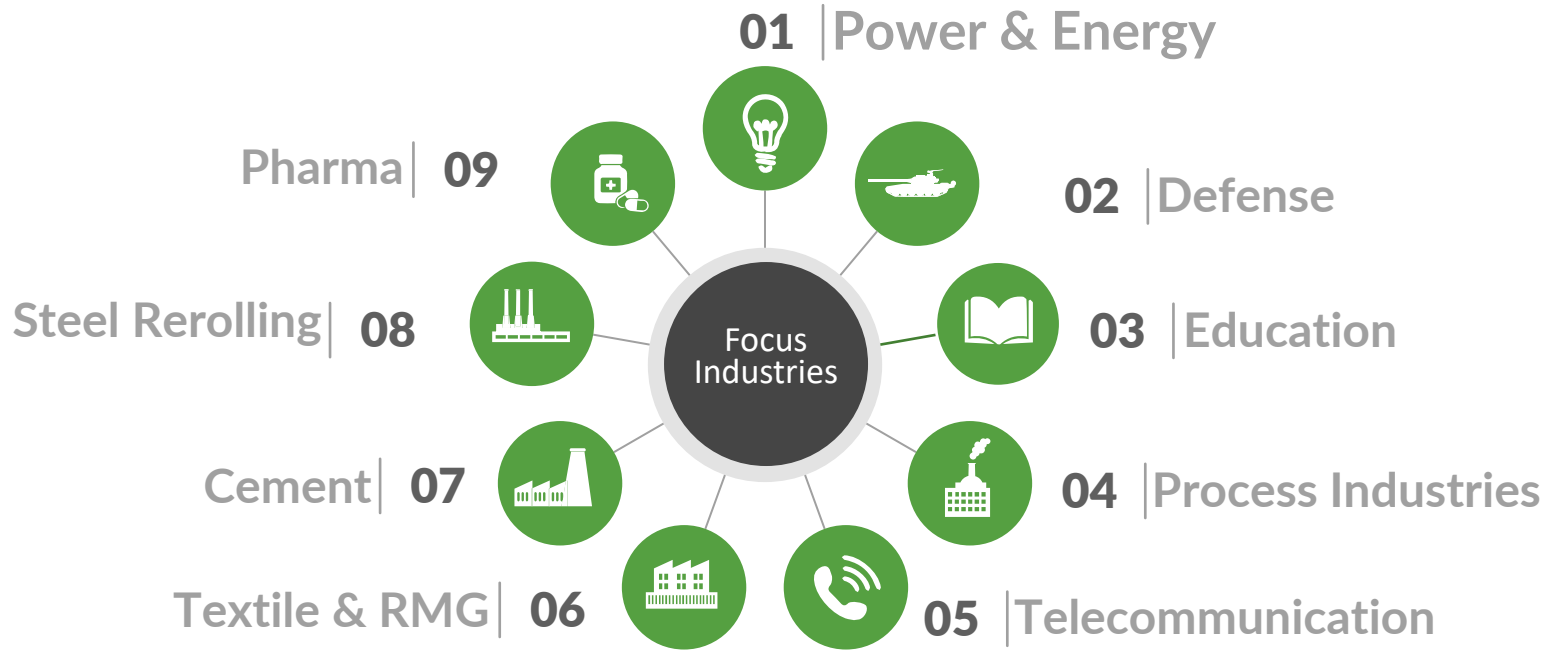 01 Power & Energy
02 Defense
03 Education
04 Process Industries
05 Telecommunication
Textile & RMG 06
Cement 07
Steel Rerolling 08
Pharma 09
Focus
Industries